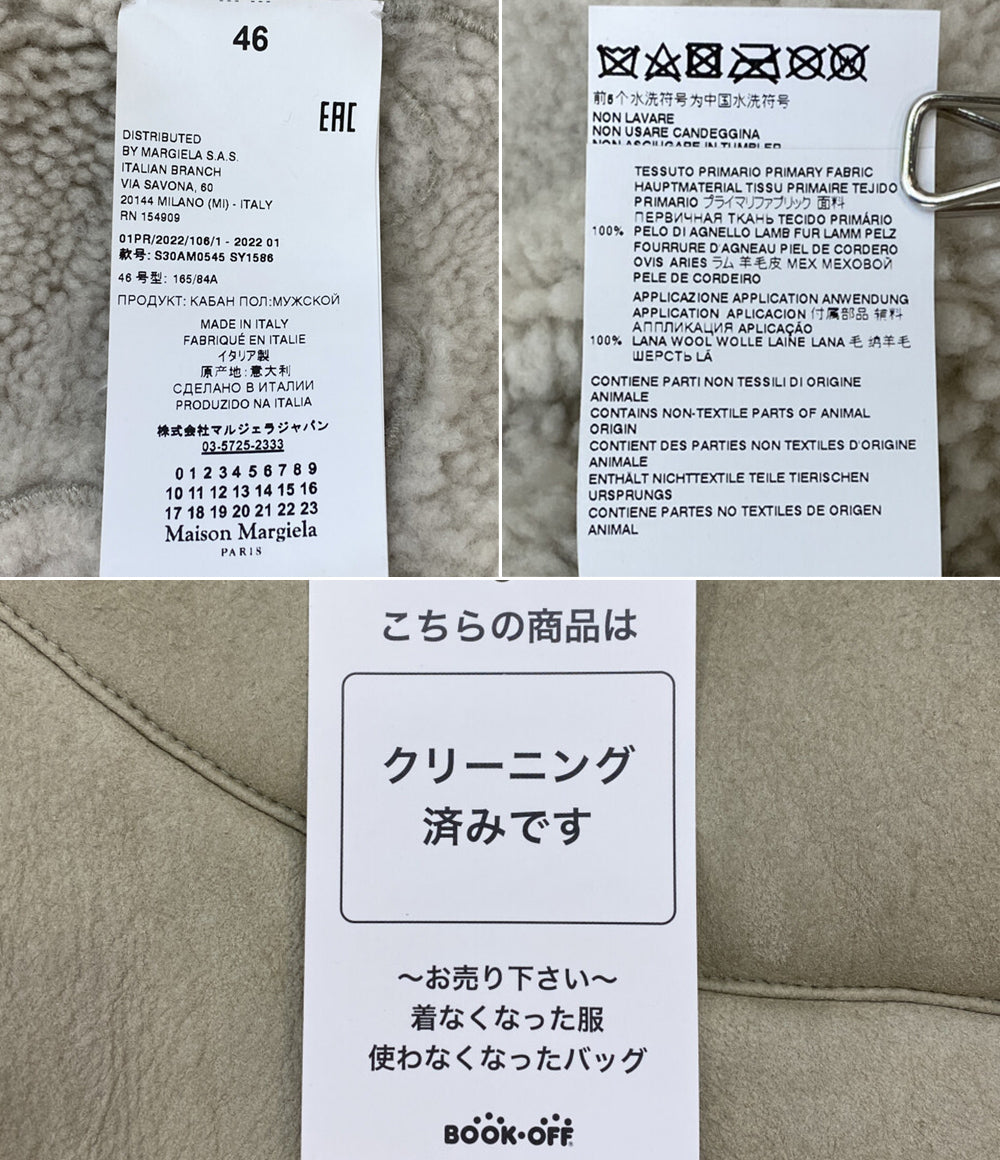 46
EAC
DISTRIBUTED
BY MARGIELA S.A.S.
ITALIAN BRANCH
VIA SAVONA, 60
20144 MILANO (MI) - ITALY
RN 154909
01PR/2022/106/1 - 2022 01
款号: S30AM0545 SY1586
46 号型: 165/84A
ПРОДУКТ: КАБАН ПОЛ:МУЖСКОЙ
MADE IN ITALY
FABRIQUÉ EN ITALIE
イタリア製
原产地:意大利
СДЕЛАНО В ИТАЛИИ
PRODUZIDO NA ITALIA
株式会社マルジェラジャパン
03-5725-2333
0 1 2 3 4 5 6 7 8 9
10 11 12 13 14 15 16
17 18 19 20 21 22 23
Maison Margiela
PARIS
前6个水洗符号为中国水洗符号
NON LAVARE
NON USARE CANDEGGINA
NON ASCIUGARE IN TUMBLER
TESSUTO PRIMARIO PRIMARY FABRIC
HAUPTMATERIAL TISSU PRIMAIRE TEJIDO
PRIMARIO プライマリファブリック 面料
ПЕРВИЧНАЯ ТКАНЬ TECIDO PRIMÁRIO
100% PELO DI AGNELLO LAMB FUR LAMM PELZ
FOURRURE D'AGNEAU PIEL DE CORDERO
OVIS ARIES ラム 羊毛皮 МЕХ МЕХОВОЙ
PELE DE CORDEIRO
APPLICAZIONE APPLICATION ANWENDUNG
APPLICATION APLICACION 付属部品 辅料
АППЛИКАЦИЯ APLICAÇÃO
100% LANA WOOL WOLLE LAINE LANA 毛 绵羊毛
ШЕРСТЬ LÃ
CONTIENE PARTI NON TESSILI DI ORIGINE
ANIMALE
CONTAINS NON-TEXTILE PARTS OF ANIMAL
ORIGIN
CONTIENT DES PARTIES NON TEXTILES D'ORIGINE
ANIMALE
ENTHÄLT NICHTTEXTILE TEILE TIERISCHEN
URSPRUNGS
CONTIENE PARTES NO TEXTILES DE ORIGEN
ANIMAL
こちらの商品は
クリーニング
済みです
～お売り下さい～
着なくなった服
使わなくなったバッグ
BOOK・OFF